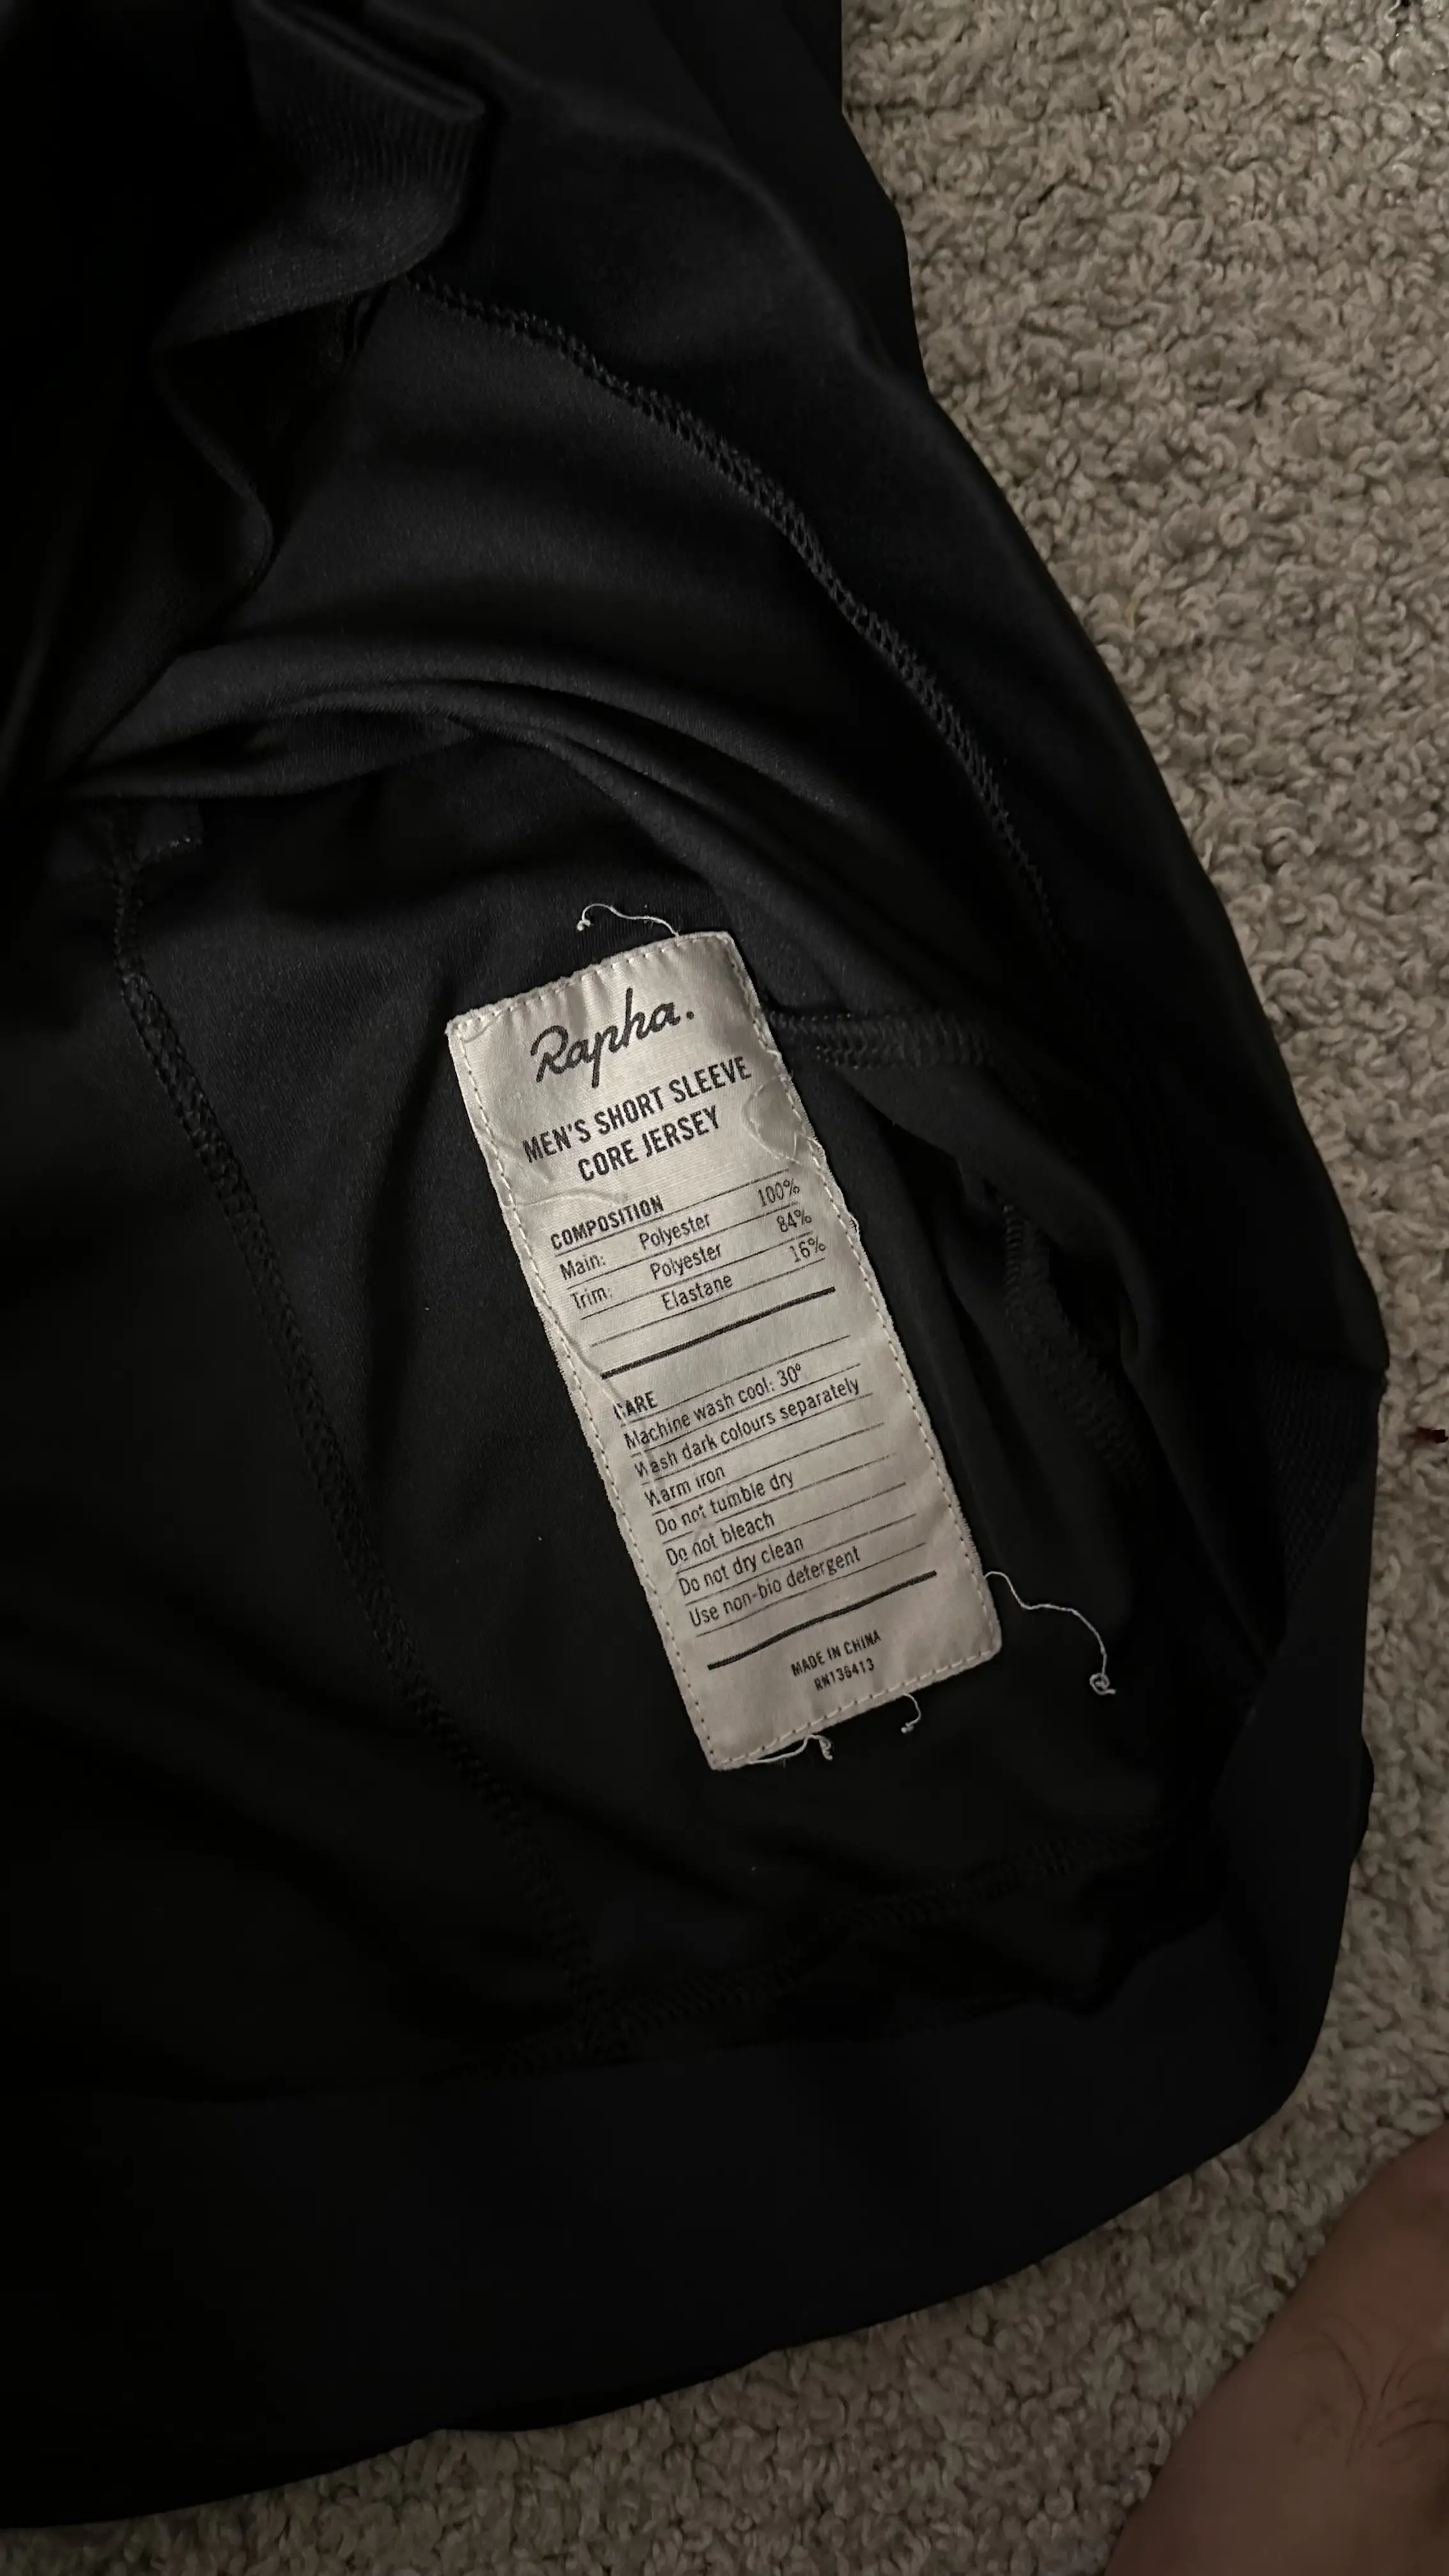 Rapha.
MEN'S SHORT SLEEVE
CORE JERSEY
COMPOSITION
Main: Polyester 100%
Trim: Polyester 84%
Elastane 16%
CARE
Machine wash cool: 30°
Wash dark colours separately
Warm iron
Do not tumble dry
Do not bleach
Do not dry clean
Use non-bio detergent
MADE IN CHINA
RN136413